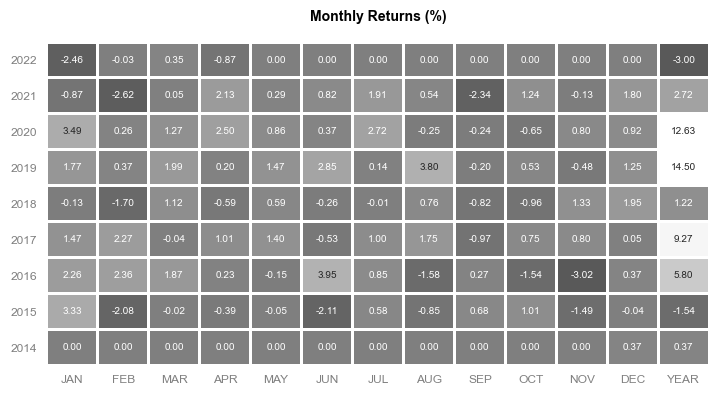 Monthly Returns (%)
2022 -2.46 -0.03 0.35 -0.87 0.00 0.00 0.00 0.00 0.00 0.00 0.00 0.00 -3.00
2021 -0.87 -2.62 0.05 2.13 0.29 0.82 1.91 0.54 -2.34 1.24 -0.13 1.80 2.72
2020 3.49 0.26 1.27 2.50 0.86 0.37 2.72 -0.25 -0.24 -0.65 0.80 0.92 12.63
2019 1.77 0.37 1.99 0.20 1.47 2.85 0.14 3.80 -0.20 0.53 -0.48 1.25 14.50
2018 -0.13 -1.70 1.12 -0.59 0.59 -0.26 -0.01 0.76 -0.82 -0.96 1.33 1.95 1.22
2017 1.47 2.27 -0.04 1.01 1.40 -0.53 1.00 1.75 -0.97 0.75 0.80 0.05 9.27
2016 2.26 2.36 1.87 0.23 -0.15 3.95 0.85 -1.58 0.27 -1.54 -3.02 0.37 5.80
2015 3.33 -2.08 -0.02 -0.39 -0.05 -2.11 0.58 -0.85 0.68 1.01 -1.49 -0.04 -1.54
2014 0.00 0.00 0.00 0.00 0.00 0.00 0.00 0.00 0.00 0.00 0.00 0.37 0.37
JAN FEB MAR APR MAY JUN JUL AUG SEP OCT NOV DEC YEAR